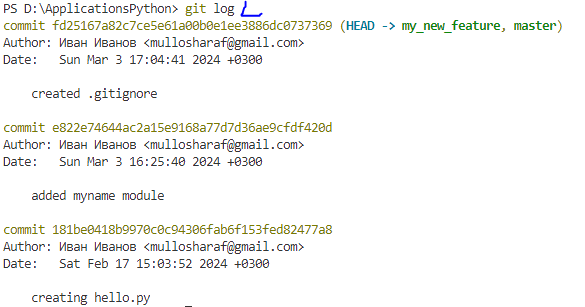 PS D:\ApplicationsPython> git log
commit fd25167a82c7ce5e61a00b0e1ee3886dc0737369 (HEAD -> my_new_feature, master)
Author: Иван Иванов <mullosharaf@gmail.com>
Date:   Sun Mar 3 17:04:41 2024 +0300
created .gitignore
commit e822e74644ac2a15e9168a77d7d36ae9cfdf420d
Author: Иван Иванов <mullosharaf@gmail.com>
Date:   Sun Mar 3 16:25:40 2024 +0300
added myname module
commit 181be0418b9970c0c94306fab6f153fed82477a8
Author: Иван Иванов <mullosharaf@gmail.com>
Date:   Sat Feb 17 15:03:52 2024 +0300
creating hello.py